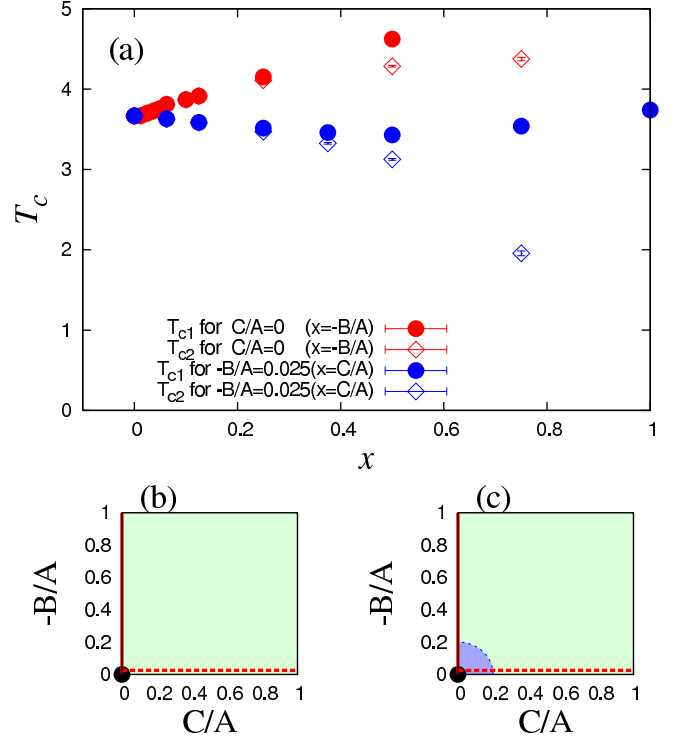 (a)
5
4
3
2
1
0
T_c
T_c1 for C/A=0 (x=-B/A)
T_c2 for C/A=0 (x=-B/A)
T_c1 for -B/A=0.025(x=C/A)
T_c2 for -B/A=0.025(x=C/A)
0 0.2 0.4 0.6 0.8 1
x
(b)
1
0.8
0.6
0.4
0.2
0
-B/A
0 0.2 0.4 0.6 0.8 1
C/A
(c)
1
0.8
0.6
0.4
0.2
0
-B/A
0 0.2 0.4 0.6 0.8 1
C/A